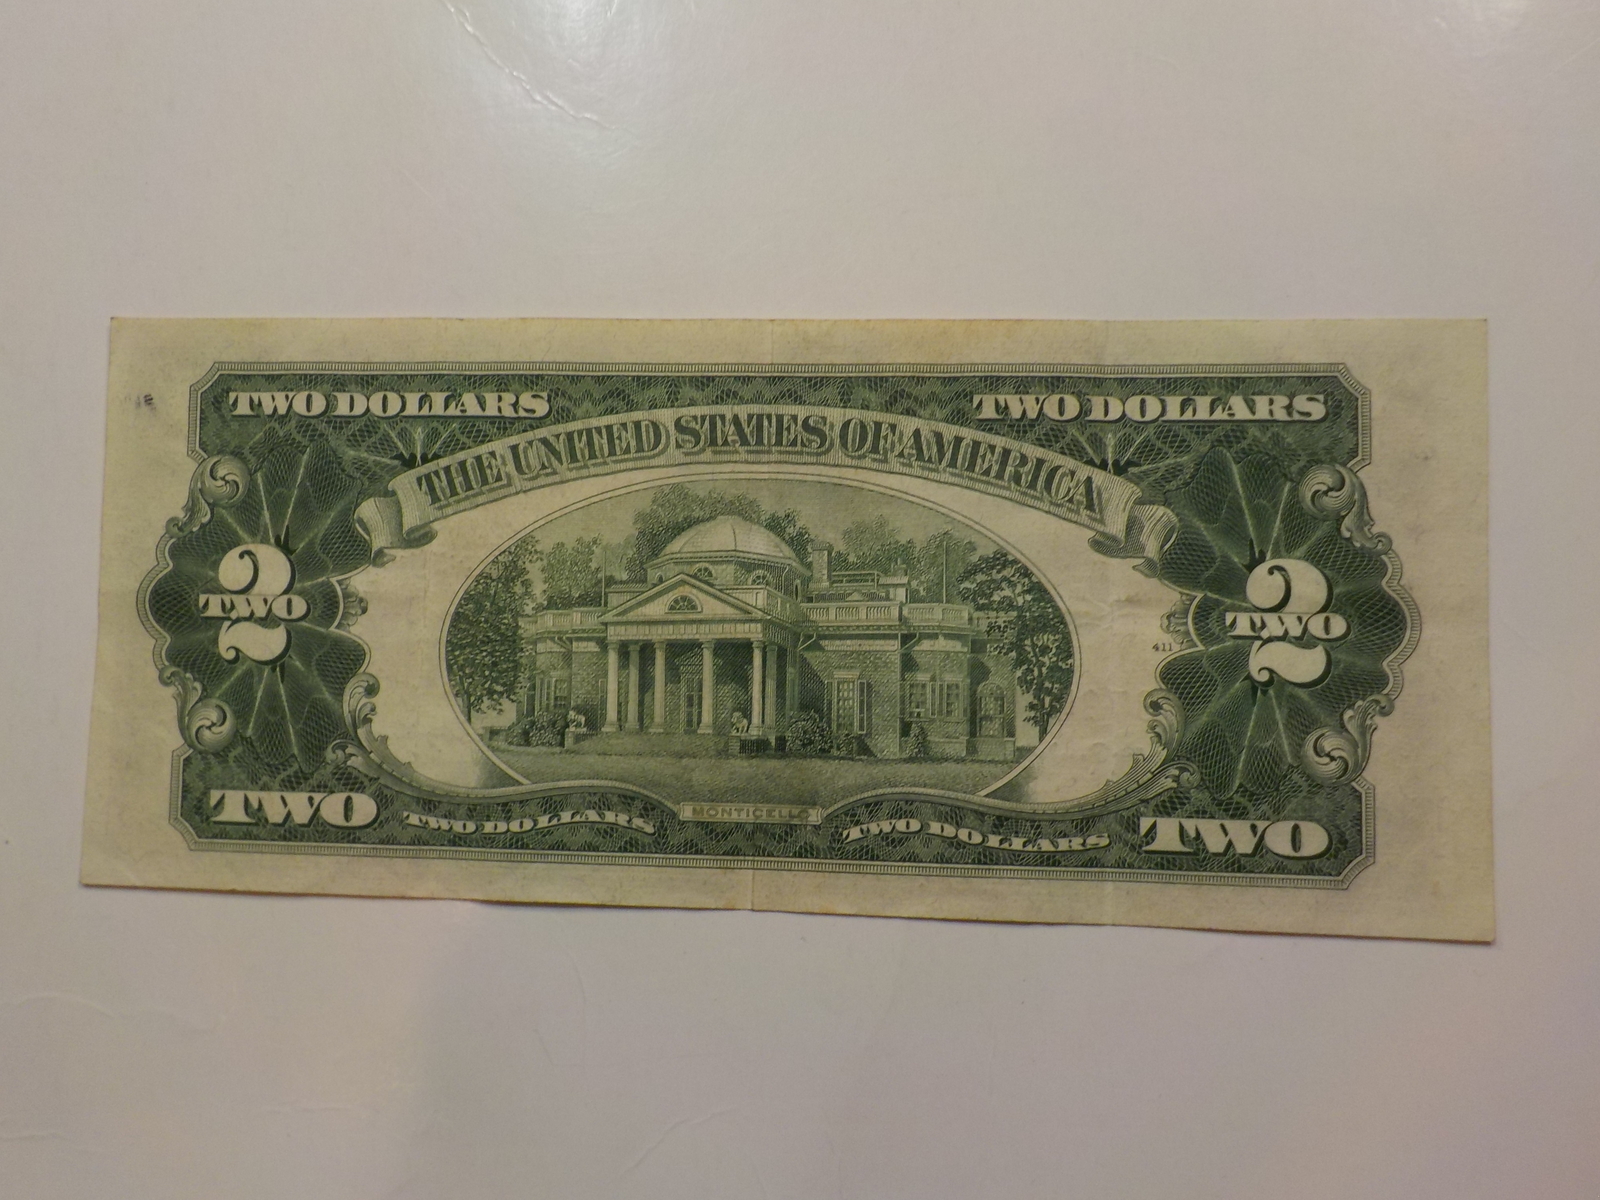 TWO DOLLARS TWO DOLLARS
THE UNITED STATES OF AMERICA
2 2
TWO TWO
411
TWO TWO DOLLARS MONTICELLO TWO DOLLARS TWO